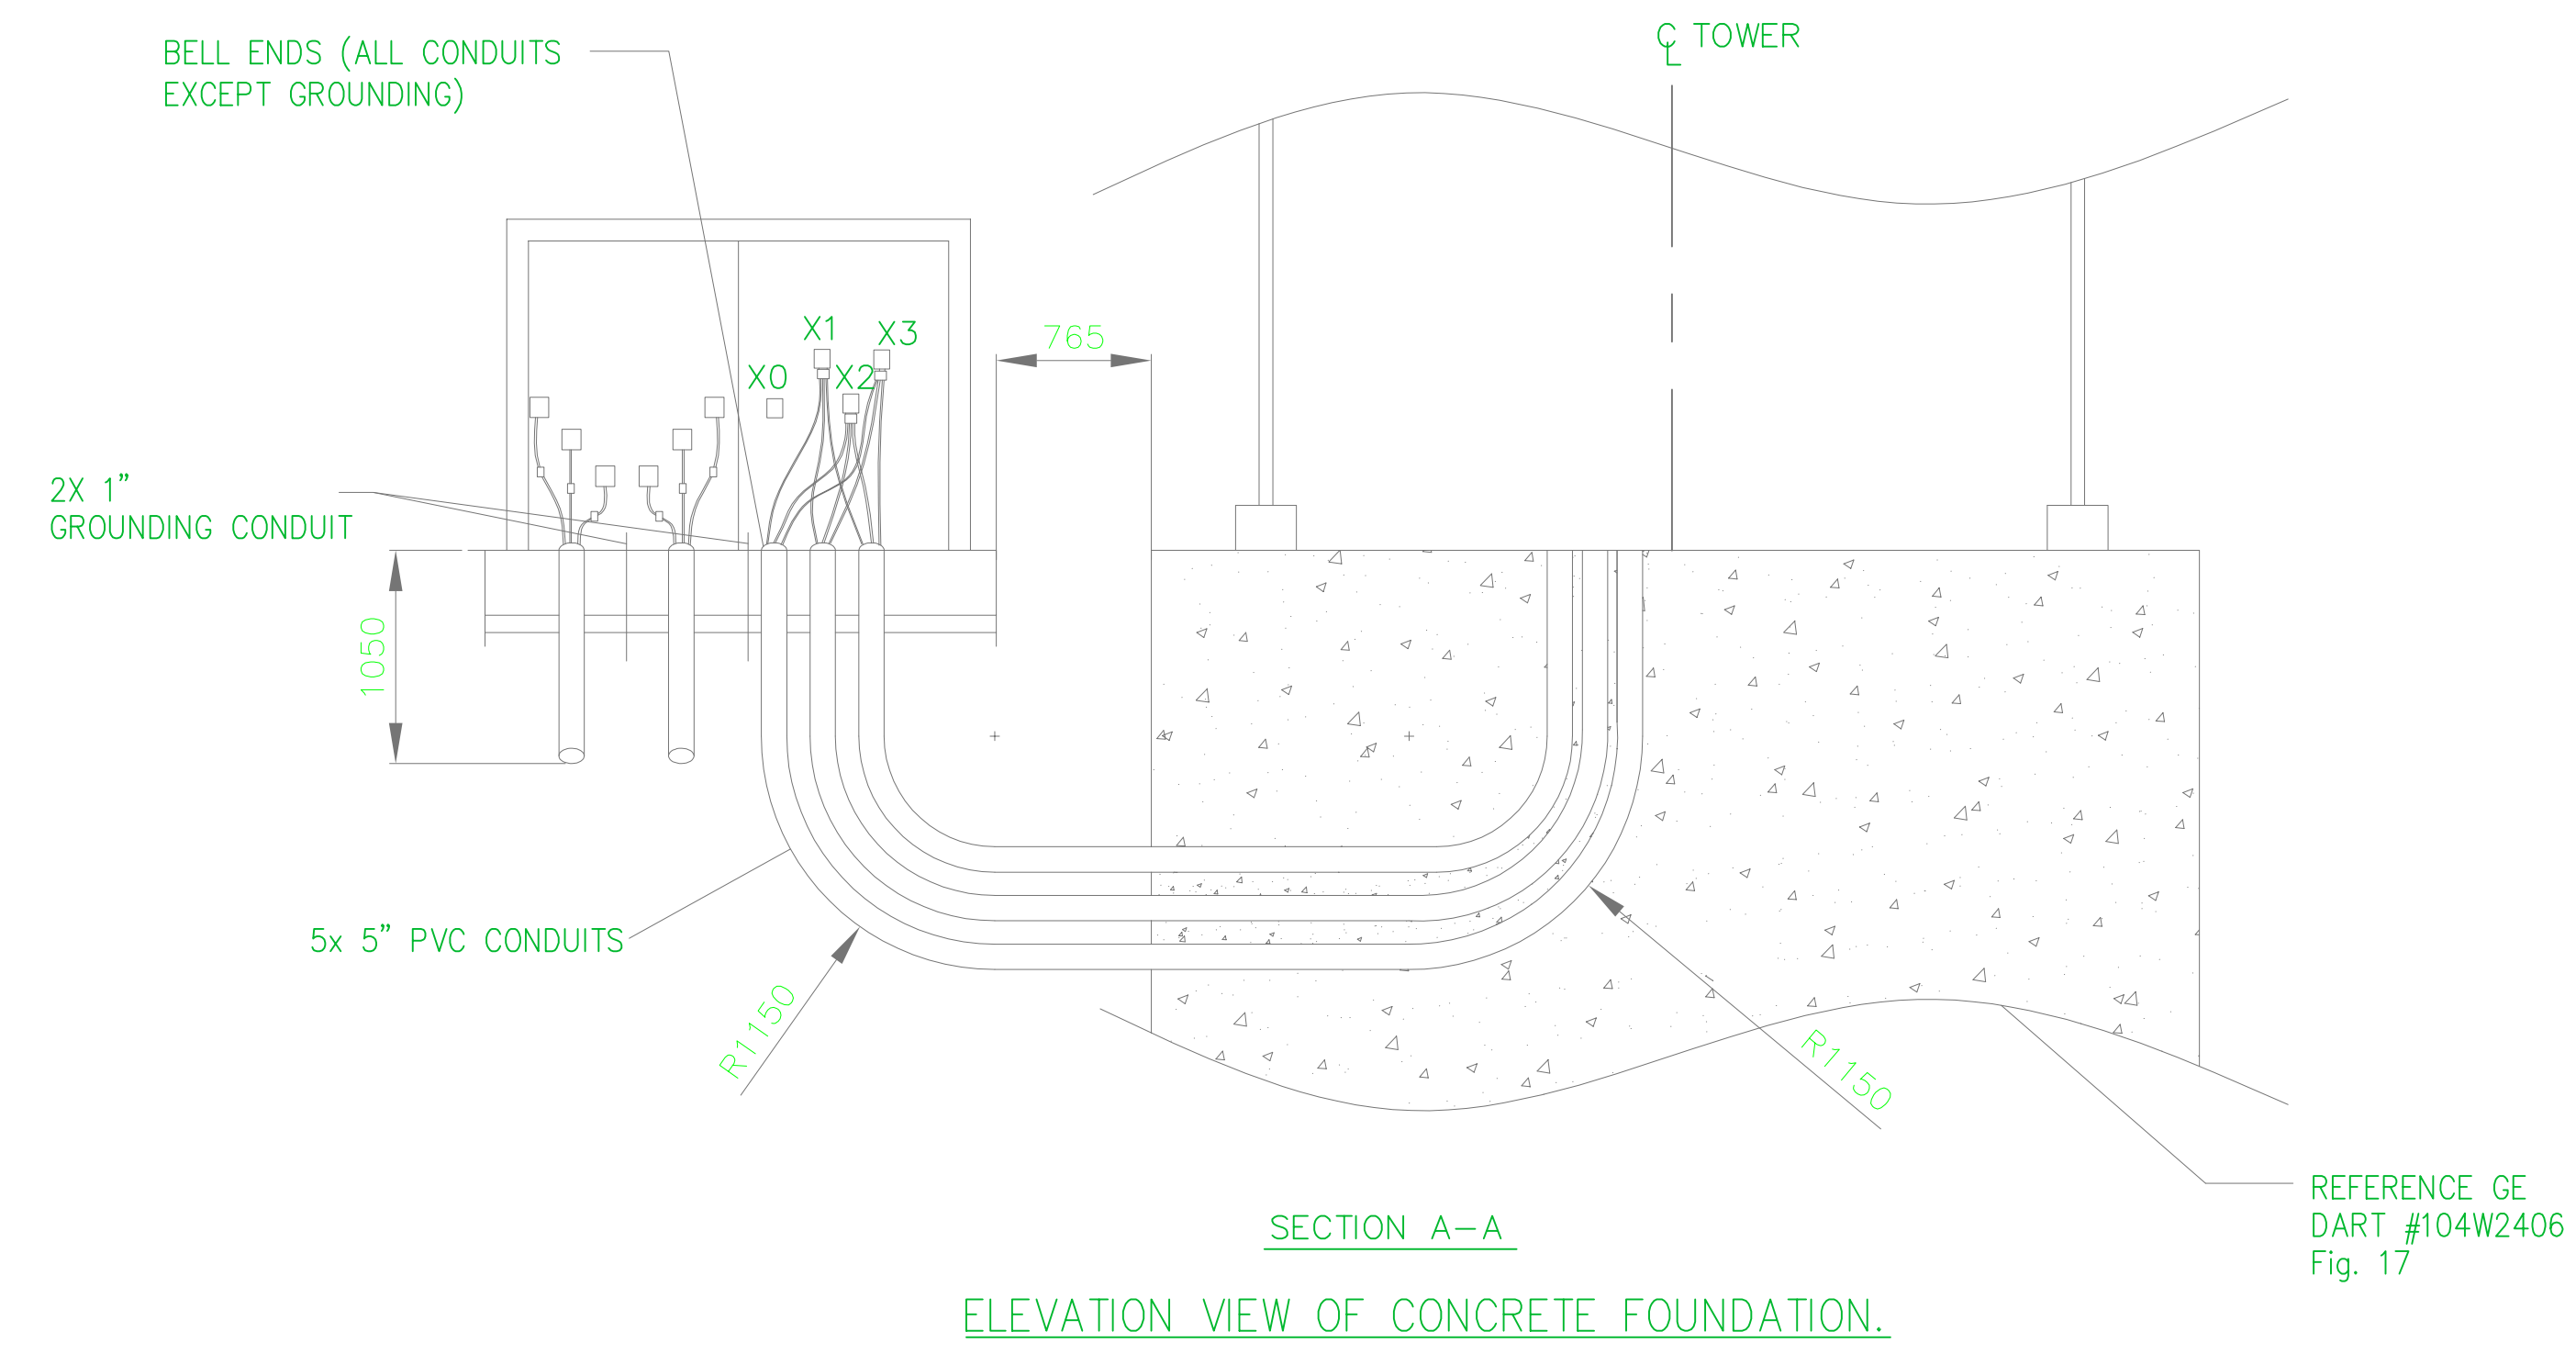 BELL ENDS (ALL CONDUITS
EXCEPT GROUNDING)
℄ TOWER
X1
X3
X0
X2
765
2X 1”
GROUNDING CONDUIT
1050
5x 5” PVC CONDUITS
R1150
R1150
REFERENCE GE
DART #104W2406
Fig. 17
SECTION A–A
ELEVATION VIEW OF CONCRETE FOUNDATION.